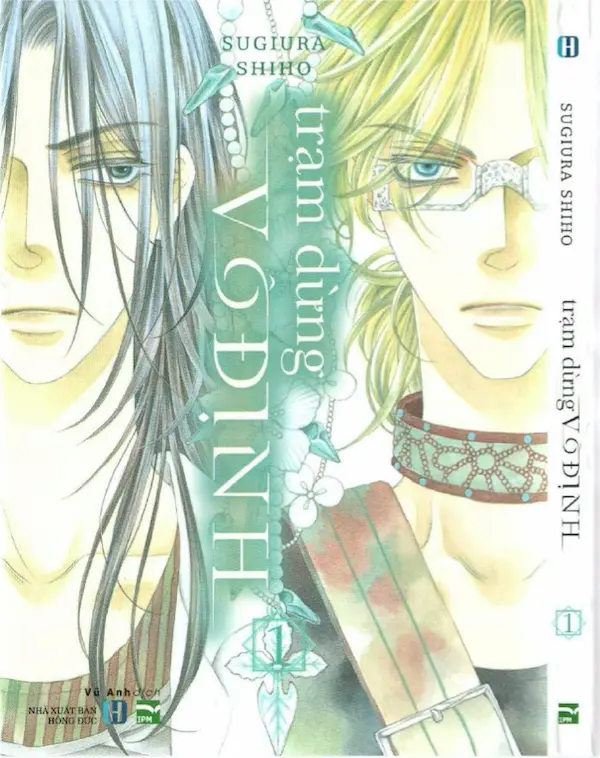 SUGIURA
SHIHO
trạm dừng
VÔ ĐỊNH
1
Vũ Anh dịch
NHÀ XUẤT BẢN
HỒNG ĐỨC
H
IPM
H
SUGIURA SHIHO
trạm dừng VÔ ĐỊNH
1
IPM